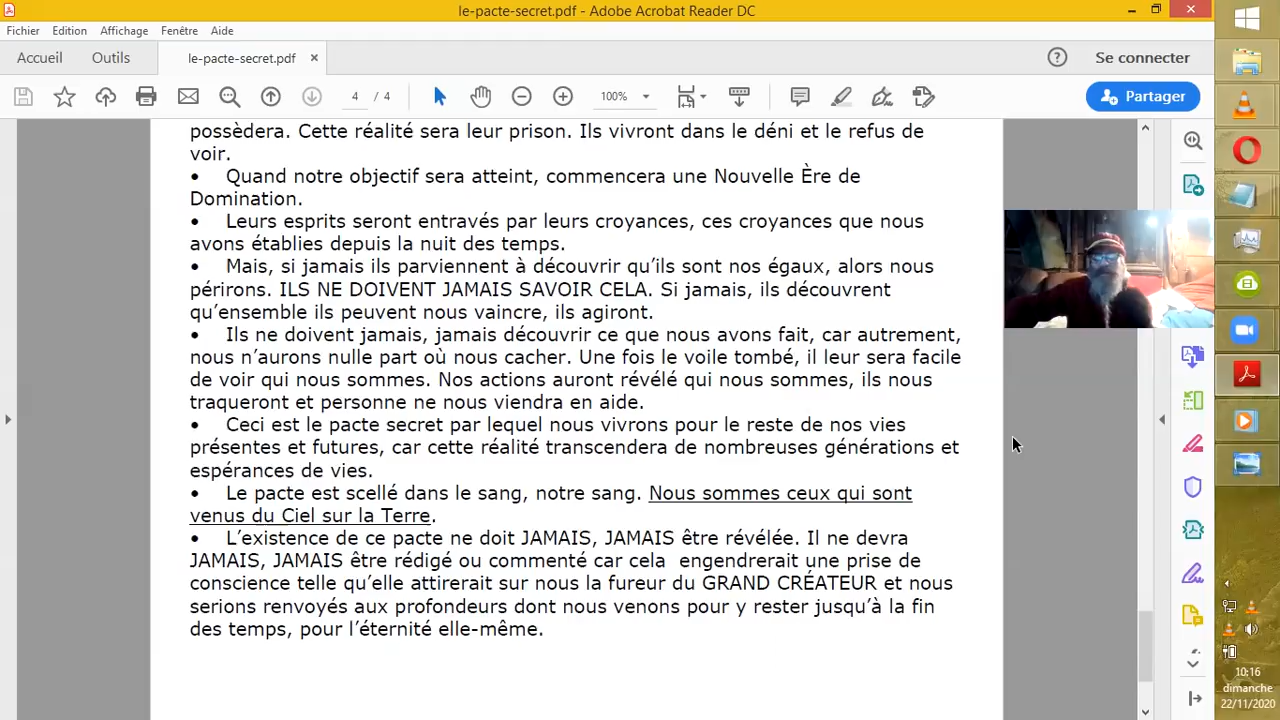 le-pacte-secret.pdf - Adobe Acrobat Reader DC
Fichier Edition Affichage Fenêtre Aide
Accueil Outils le-pacte-secret.pdf × Se connecter
4 / 4 100% Partager
possèdera. Cette réalité sera leur prison. Ils vivront dans le déni et le refus de
voir.
• Quand notre objectif sera atteint, commencera une Nouvelle Ère de
Domination.
• Leurs esprits seront entravés par leurs croyances, ces croyances que nous
avons établies depuis la nuit des temps.
• Mais, si jamais ils parviennent à découvrir qu’ils sont nos égaux, alors nous
périrons. ILS NE DOIVENT JAMAIS SAVOIR CELA. Si jamais, ils découvrent
qu’ensemble ils peuvent nous vaincre, ils agiront.
• Ils ne doivent jamais, jamais découvrir ce que nous avons fait, car autrement,
nous n’aurons nulle part où nous cacher. Une fois le voile tombé, il leur sera facile
de voir qui nous sommes. Nos actions auront révélé qui nous sommes, ils nous
traqueront et personne ne nous viendra en aide.
• Ceci est le pacte secret par lequel nous vivrons pour le reste de nos vies
présentes et futures, car cette réalité transcendera de nombreuses générations et
espérances de vies.
• Le pacte est scellé dans le sang, notre sang. Nous sommes ceux qui sont
venus du Ciel sur la Terre.
• L’existence de ce pacte ne doit JAMAIS, JAMAIS être révélée. Il ne devra
JAMAIS, JAMAIS être rédigé ou commenté car cela engendrerait une prise de
conscience telle qu’elle attirerait sur nous la fureur du GRAND CRÉATEUR et nous
serions renvoyés aux profondeurs dont nous venons pour y rester jusqu’à la fin
des temps, pour l’éternité elle-même.
10:16
dimanche
22/11/2020